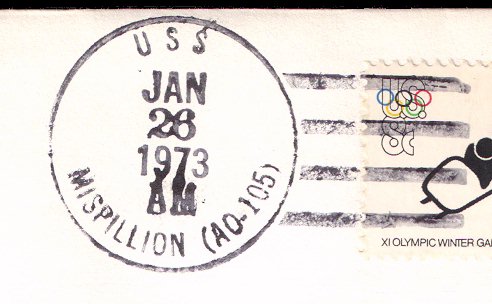 USS
JAN
26
1973
AM
MISPILLION (AO-105)
XI OLYMPIC WINTER GA